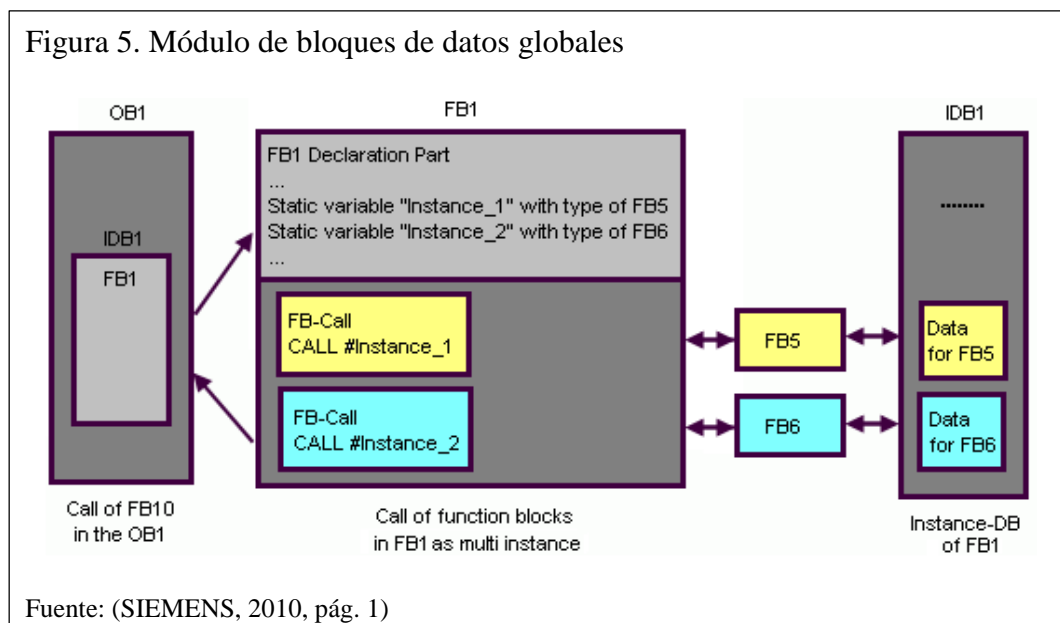 Figura 5. Módulo de bloques de datos globales
OB1
IDB1
FB1
Call of FB10
in the OB1
FB1
FB1 Declaration Part
...
Static variable "Instance_1" with type of FB5
Static variable "Instance_2" with type of FB6
...
FB-Call
CALL #Instance_1
FB-Call
CALL #Instance_2
Call of function blocks
in FB1 as multi instance
FB5
FB6
IDB1
........
Data
for FB5
Data
for FB6
Instance-DB
of FB1
Fuente: (SIEMENS, 2010, pág. 1)